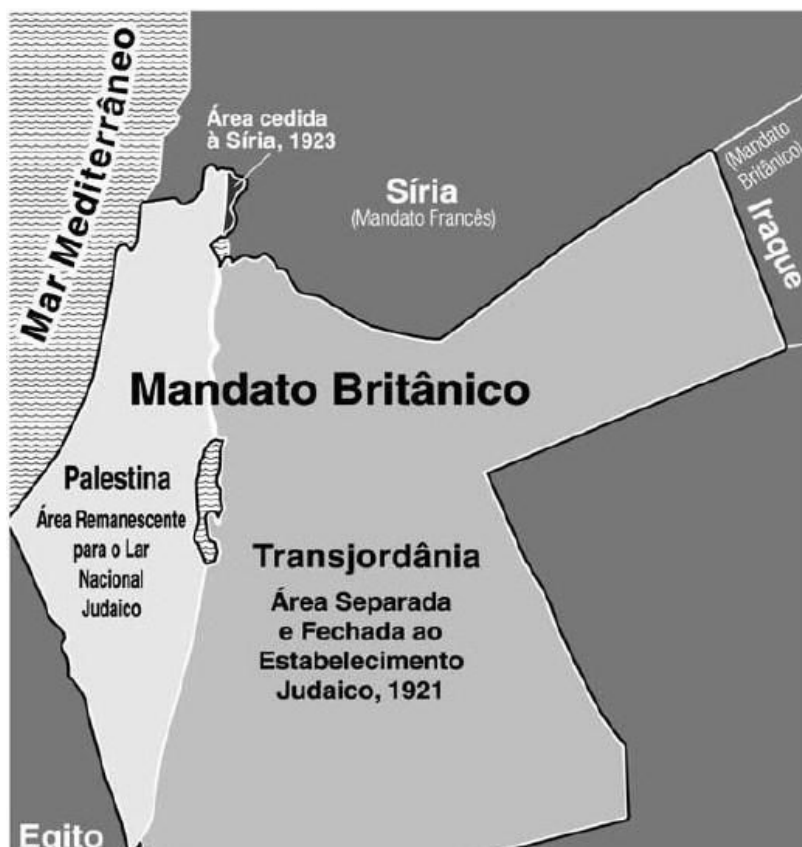 Mar Mediterrâneo
Área cedida
à Síria, 1923
Síria
(Mandato Francês)
(Mandato
Britânico)
Iraque
Mandato Britânico
Palestina
Área Remanescente
para o Lar
Nacional
Judaico
Transjordânia
Área Separada
e Fechada ao
Estabelecimento
Judaico, 1921
Egito